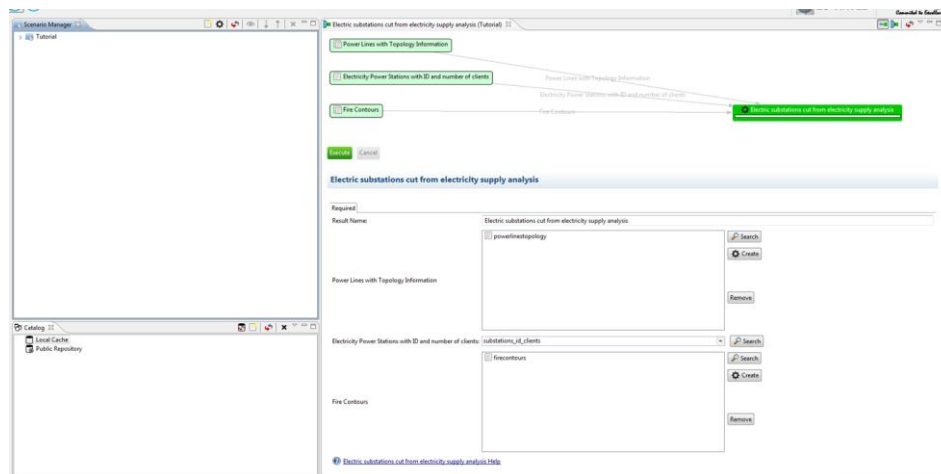 Committed to Excellence
Scenario Manager
Electric substations cut from electricity supply analysis (Tutorial)
Tutorial
Power Lines with Topology Information
Electricity Power Stations with ID and number of clients
Power Lines with Topology Information
Electricity Power Stations with ID and number of clients
Fire Contours
Fire Contours
Electric substations cut from electricity supply analysis
Execute
Cancel
Electric substations cut from electricity supply analysis
Required
Result Name:
Electric substations cut from electricity supply analysis
powerlinestopology
Search
Create
Power Lines with Topology Information
Remove
Catalog
Local Cache
Public Repository
Electricity Power Stations with ID and number of clients:
substations_id_clients
Search
firecontours
Search
Create
Fire Contours
Remove
Electric substations cut from electricity supply analysis Help